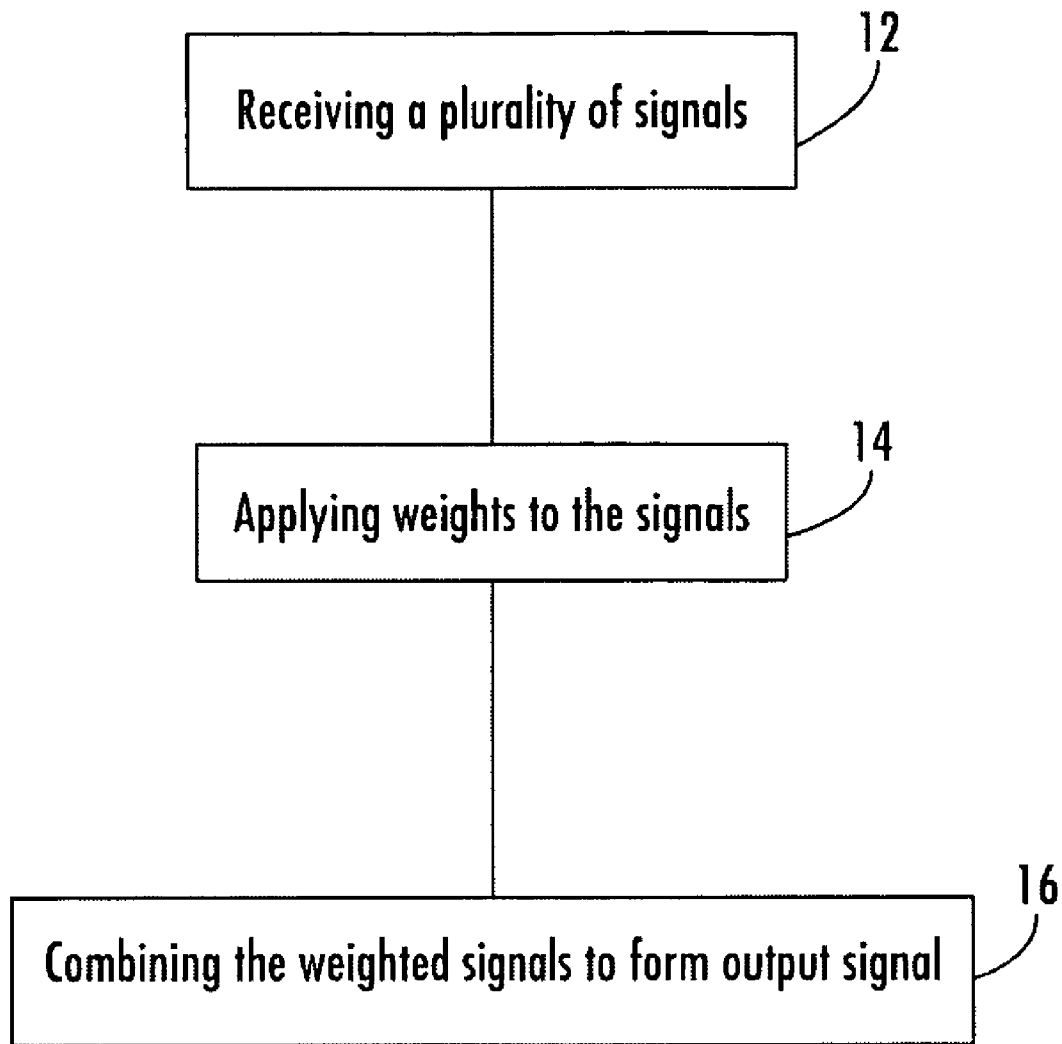 12
Receiving a plurality of signals
14
Applying weights to the signals
16
Combining the weighted signals to form output signal